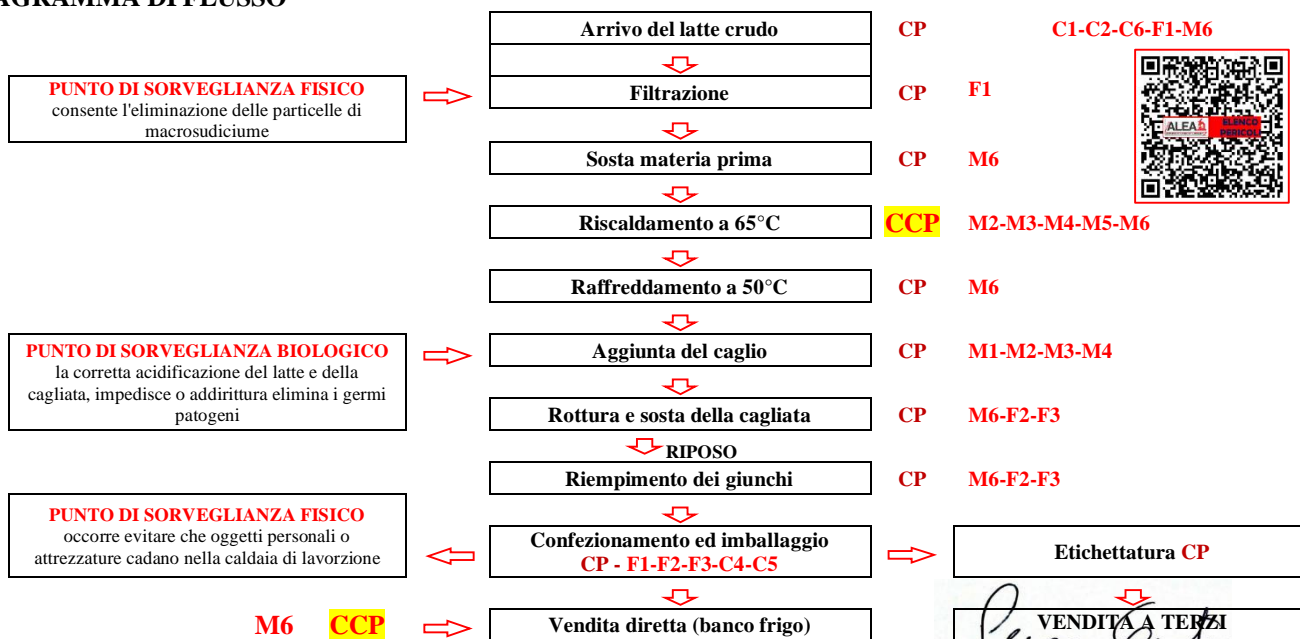 AGRAMMA DI FLUSSO
Arrivo del latte crudo CP C1-C2-C6-F1-M6
PUNTO DI SORVEGLIANZA FISICO
consente l'eliminazione delle particelle di
macrosudiciume
Filtrazione CP F1
ALEA ELENCO
PERICOLI
Sosta materia prima CP M6
Riscaldamento a 65°C CCP M2-M3-M4-M5-M6
Raffreddamento a 50°C CP M6
PUNTO DI SORVEGLIANZA BIOLOGICO
la corretta acidificazione del latte e della
cagliata, impedisce o addirittura elimina i germi
patogeni
Aggiunta del caglio CP M1-M2-M3-M4
Rottura e sosta della cagliata CP M6-F2-F3
RIPOSO
Riempimento dei giunchi CP M6-F2-F3
PUNTO DI SORVEGLIANZA FISICO
occorre evitare che oggetti personali o
attrezzature cadano nella caldaia di lavorzione
Confezionamento ed imballaggio
CP - F1-F2-F3-C4-C5
Etichettatura CP
M6 CCP
Vendita diretta (banco frigo)
VENDITA A TERZI